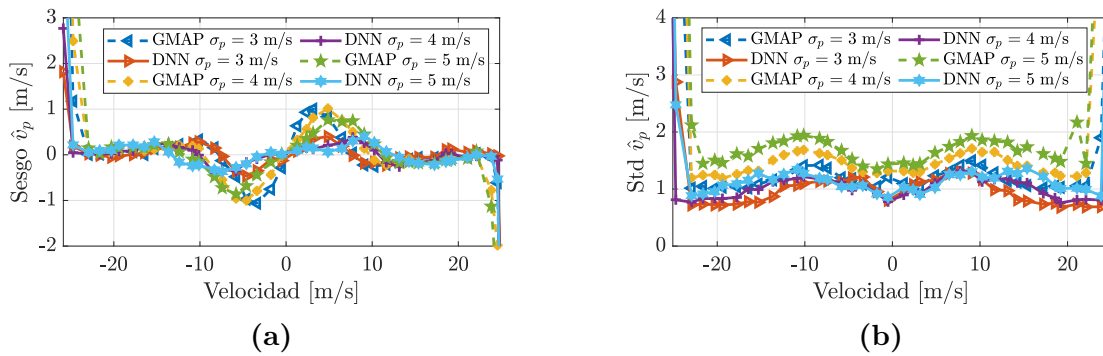 3
2
1
0
-1
-2
Sesgo v̂ₚ [m/s]
GMAP σₚ = 3 m/s
DNN σₚ = 3 m/s
GMAP σₚ = 4 m/s
DNN σₚ = 4 m/s
GMAP σₚ = 5 m/s
DNN σₚ = 5 m/s
-20 -10 0 10 20
Velocidad [m/s]
(a)
4
3
2
1
0
Std v̂ₚ [m/s]
GMAP σₚ = 3 m/s
DNN σₚ = 3 m/s
GMAP σₚ = 4 m/s
DNN σₚ = 4 m/s
GMAP σₚ = 5 m/s
DNN σₚ = 5 m/s
-20 -10 0 10 20
Velocidad [m/s]
(b)